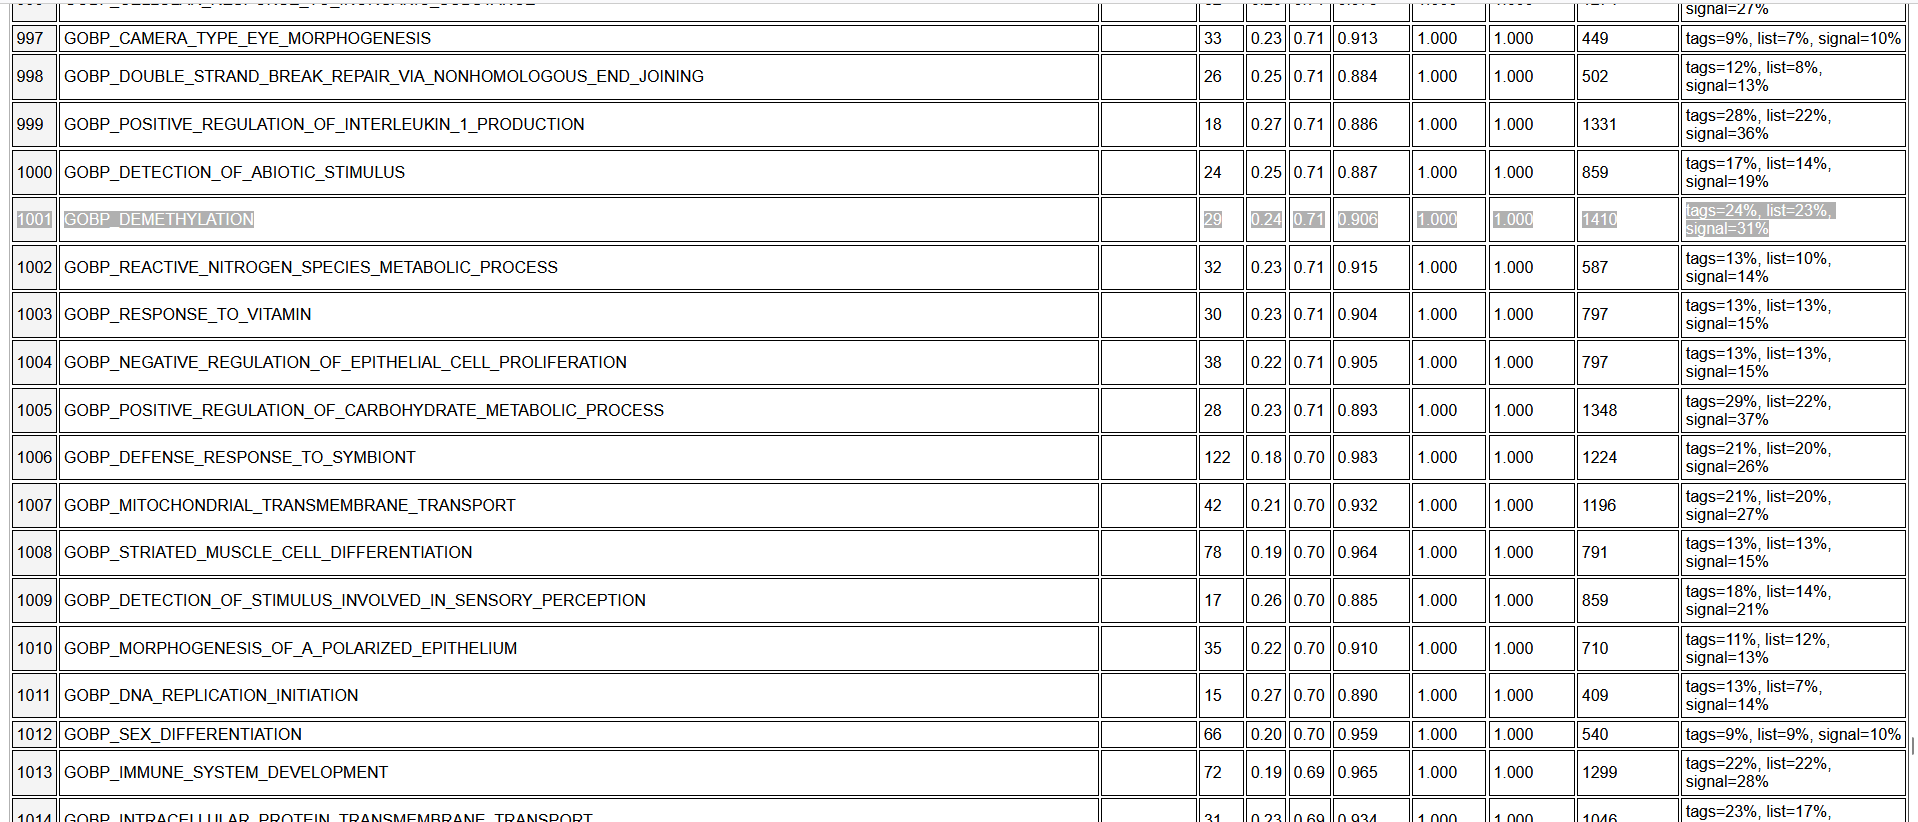 signal=27%
997 GOBP_CAMERA_TYPE_EYE_MORPHOGENESIS 33 0.23 0.71 0.913 1.000 1.000 449 tags=9%, list=7%, signal=10%
998 GOBP_DOUBLE_STRAND_BREAK_REPAIR_VIA_NONHOMOLOGOUS_END_JOINING 26 0.25 0.71 0.884 1.000 1.000 502 tags=12%, list=8%,
signal=13%
999 GOBP_POSITIVE_REGULATION_OF_INTERLEUKIN_1_PRODUCTION 18 0.27 0.71 0.886 1.000 1.000 1331 tags=28%, list=22%,
signal=36%
1000 GOBP_DETECTION_OF_ABIOTIC_STIMULUS 24 0.25 0.71 0.887 1.000 1.000 859 tags=17%, list=14%,
signal=19%
1001 GOBP_DEMETHYLATION 29 0.24 0.71 0.906 1.000 1.000 1410 tags=24%, list=23%,
signal=31%
1002 GOBP_REACTIVE_NITROGEN_SPECIES_METABOLIC_PROCESS 32 0.23 0.71 0.915 1.000 1.000 587 tags=13%, list=10%,
signal=14%
1003 GOBP_RESPONSE_TO_VITAMIN 30 0.23 0.71 0.904 1.000 1.000 797 tags=13%, list=13%,
signal=15%
1004 GOBP_NEGATIVE_REGULATION_OF_EPITHELIAL_CELL_PROLIFERATION 38 0.22 0.71 0.905 1.000 1.000 797 tags=13%, list=13%,
signal=15%
1005 GOBP_POSITIVE_REGULATION_OF_CARBOHYDRATE_METABOLIC_PROCESS 28 0.23 0.71 0.893 1.000 1.000 1348 tags=29%, list=22%,
signal=37%
1006 GOBP_DEFENSE_RESPONSE_TO_SYMBIONT 122 0.18 0.70 0.983 1.000 1.000 1224 tags=21%, list=20%,
signal=26%
1007 GOBP_MITOCHONDRIAL_TRANSMEMBRANE_TRANSPORT 42 0.21 0.70 0.932 1.000 1.000 1196 tags=21%, list=20%,
signal=27%
1008 GOBP_STRIATED_MUSCLE_CELL_DIFFERENTIATION 78 0.19 0.70 0.964 1.000 1.000 791 tags=13%, list=13%,
signal=15%
1009 GOBP_DETECTION_OF_STIMULUS_INVOLVED_IN_SENSORY_PERCEPTION 17 0.26 0.70 0.885 1.000 1.000 859 tags=18%, list=14%,
signal=21%
1010 GOBP_MORPHOGENESIS_OF_A_POLARIZED_EPITHELIUM 35 0.22 0.70 0.910 1.000 1.000 710 tags=11%, list=12%,
signal=13%
1011 GOBP_DNA_REPLICATION_INITIATION 15 0.27 0.70 0.890 1.000 1.000 409 tags=13%, list=7%,
signal=14%
1012 GOBP_SEX_DIFFERENTIATION 66 0.20 0.70 0.959 1.000 1.000 540 tags=9%, list=9%, signal=10%
1013 GOBP_IMMUNE_SYSTEM_DEVELOPMENT 72 0.19 0.69 0.965 1.000 1.000 1299 tags=22%, list=22%,
signal=28%
1014 GOBP_INTRACELLULAR_PROTEIN_TRANSMEMBRANE_TRANSPORT 31 0.23 0.69 0.934 1.000 1.000 1046 tags=23%, list=17%,